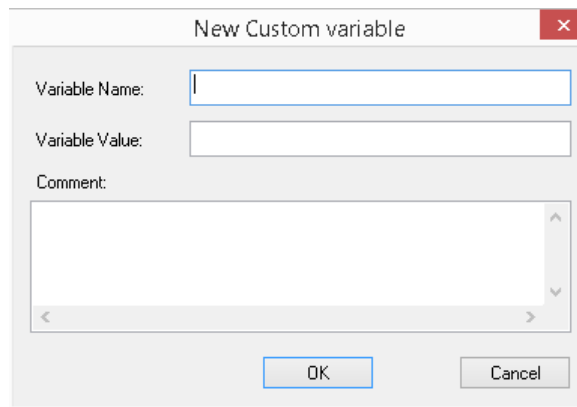 New Custom variable
Variable Name:
Variable Value:
Comment:
OK Cancel